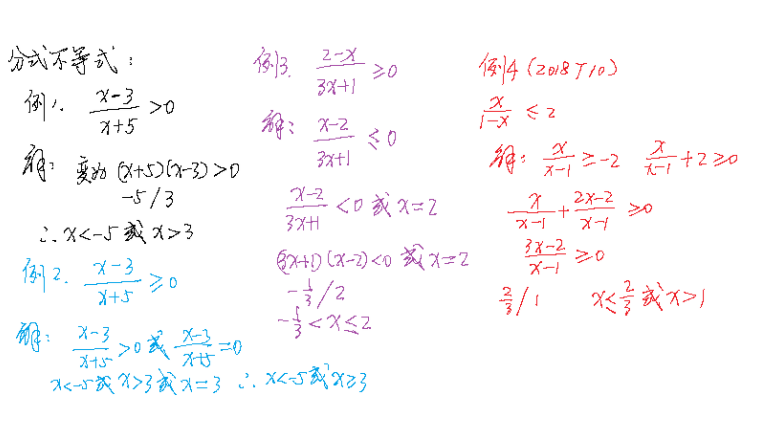 分式不等式：
例1. (x-3)/(x+5) > 0
解：变为 (x+5)(x-3)>0
-5 / 3
∴ x<-5 或 x>3
例2. (x-3)/(x+5) ≥ 0
解： (x-3)/(x+5) >0 或 (x-3)/(x+5) =0
x<-5 或 x>3 或 x=3 ∴ x<-5 或 x≥3
例3. (2-x)/(3x+1) ≥ 0
解： (x-2)/(3x+1) ≤ 0
(x-2)/(3x+1) < 0 或 x=2
(3x+1)(x-2)<0 或 x=2
-1/3 / 2
-1/3 < x ≤ 2
例4 (2018T10)
x/(1-x) ≤ 2
解： x/(x-1) ≥ -2 x/(x-1) + 2 ≥ 0
x/(x-1) + (2x-2)/(x-1) ≥ 0
(3x-2)/(x-1) ≥ 0
2/3 / 1 x ≤ 2/3 或 x>1